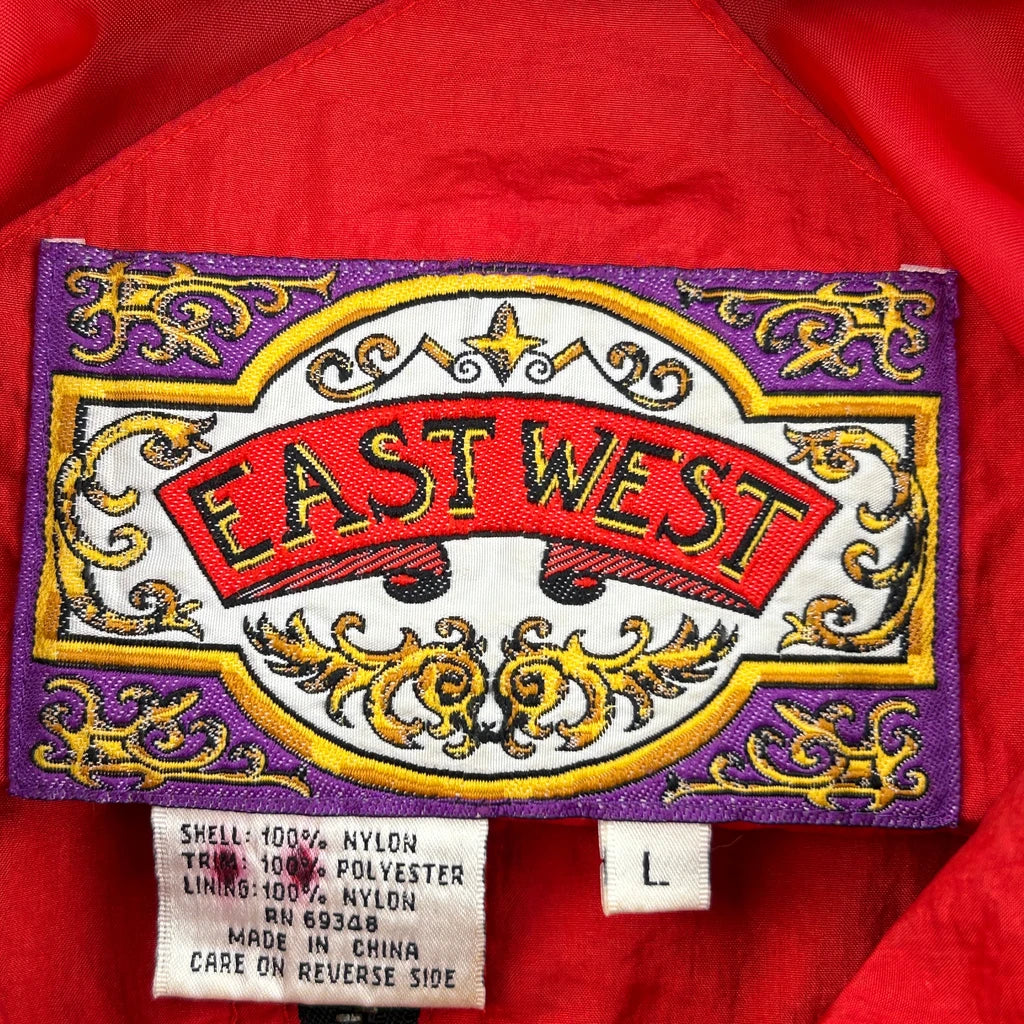 EAST WEST
SHELL: 100% NYLON
TRIM: 100% POLYESTER
LINING: 100% NYLON
RN 69348
MADE IN CHINA
CARE ON REVERSE SIDE
L